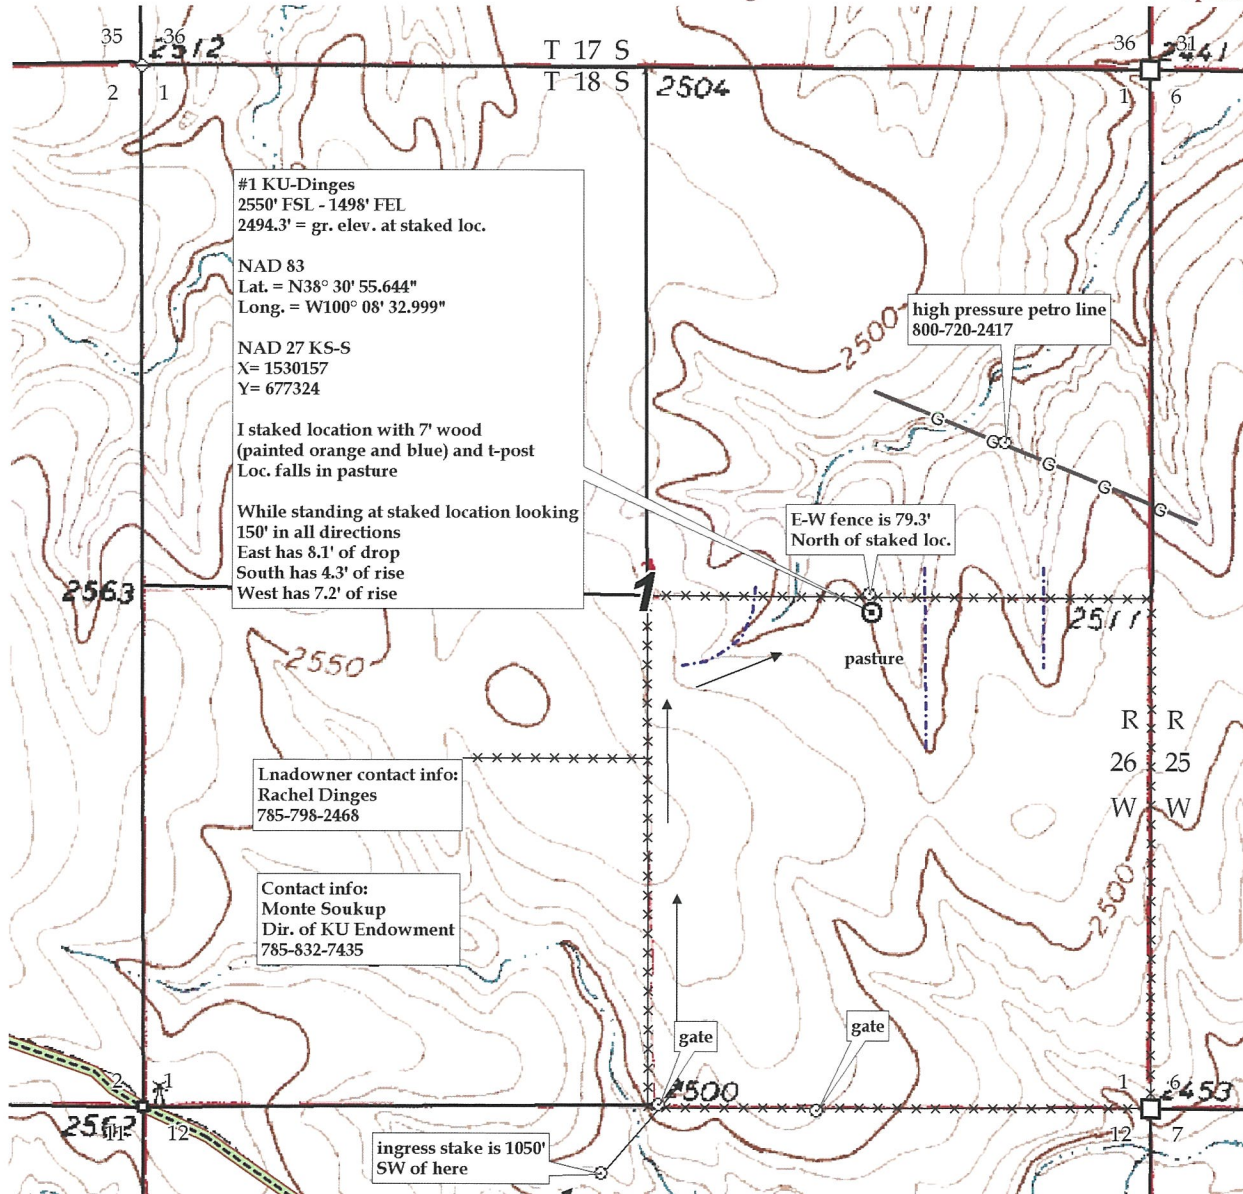 35
36
2512
T 17 S
36
31
2441
2
1
T 18 S
2504
1
6
#1 KU-Dinges
2550' FSL - 1498' FEL
2494.3' = gr. elev. at staked loc.
NAD 83
Lat. = N38° 30' 55.644"
Long. = W100° 08' 32.999"
NAD 27 KS-S
X= 1530157
Y= 677324
I staked location with 7' wood
(painted orange and blue) and t-post
Loc. falls in pasture
While standing at staked location looking
150' in all directions
East has 8.1' of drop
South has 4.3' of rise
West has 7.2' of rise
high pressure petro line
800-720-2417
2500
G
G
G
G
G
E-W fence is 79.3'
North of staked loc.
2563
1
2511
2550
pasture
R R
26 25
W W
Lnadowner contact info:
Rachel Dinges
785-798-2468
Contact info:
Monte Soukup
Dir. of KU Endowment
785-832-7435
2500
gate
gate
2
1
2500
1
6
2453
2562
11
12
12
7
ingress stake is 1050'
SW of here